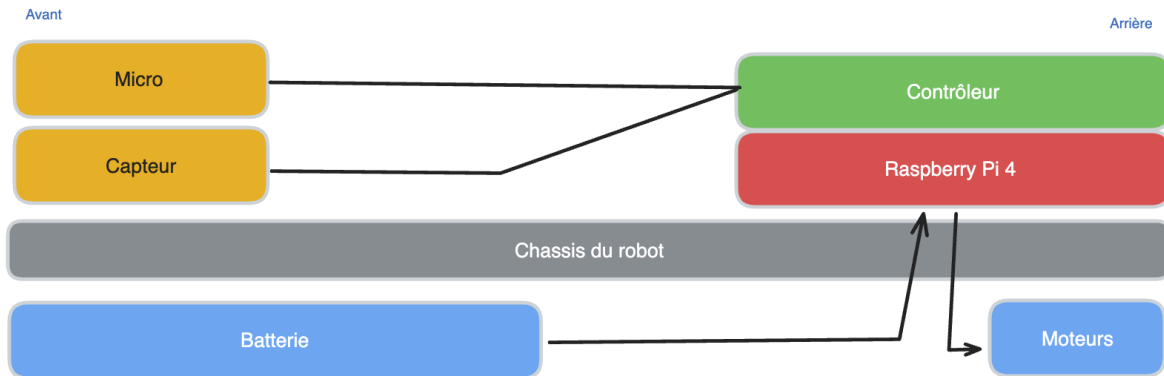 Avant
Arrière
Micro
Contrôleur
Capteur
Raspberry Pi 4
Chassis du robot
Batterie
Moteurs